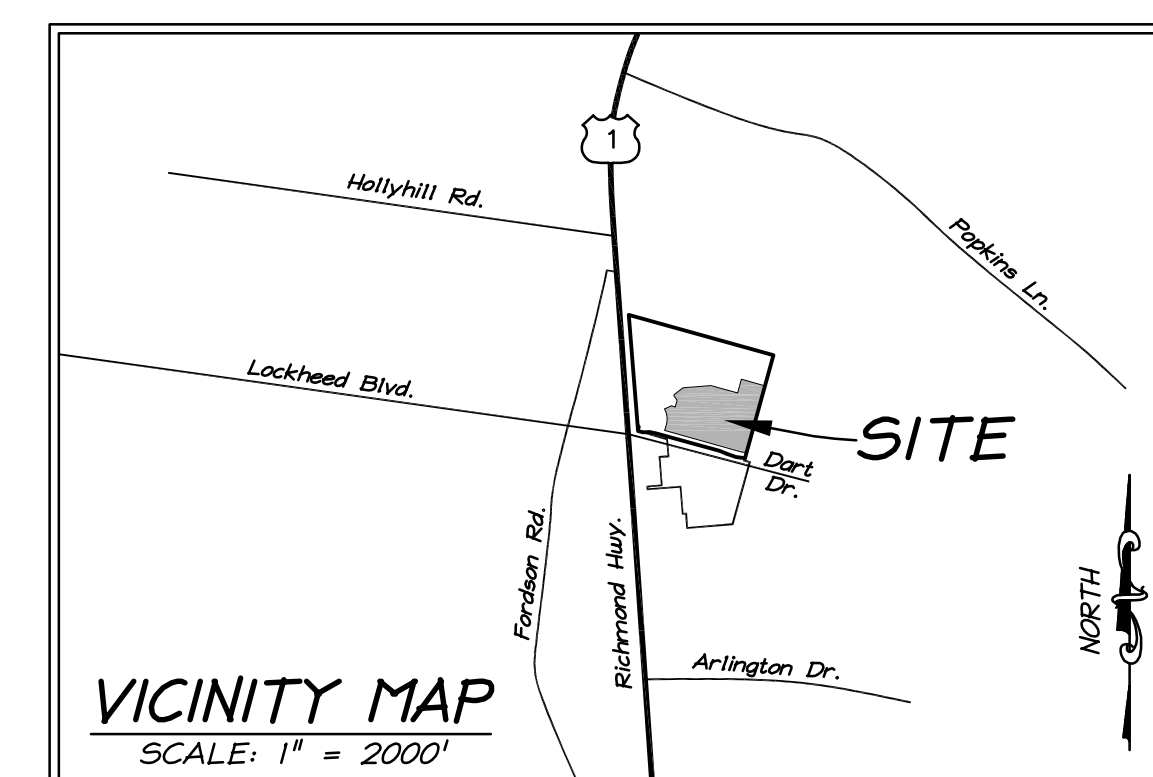 1
Hollyhill Rd.
Popkins Ln.
Lockheed Blvd.
SITE
Dart
Dr.
Fordson Rd.
Richmond Hwy.
NORTH
Arlington Dr.
VICINITY MAP
SCALE: 1" = 2000'